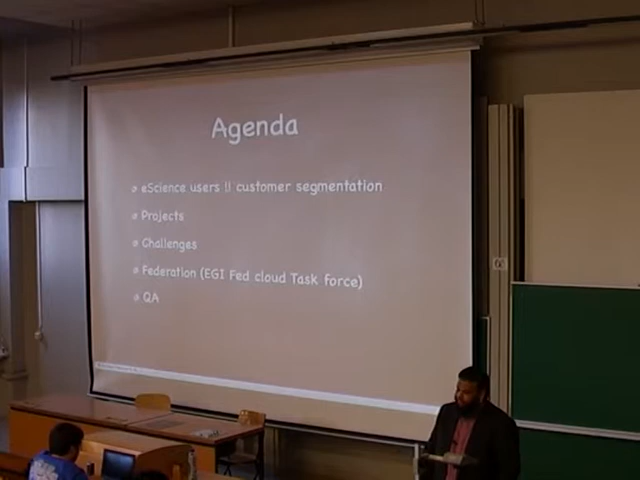 Agenda
eScience users !! customer segmentation
Projects
Challenges
Federation (EGI Fed cloud Task force)
QA